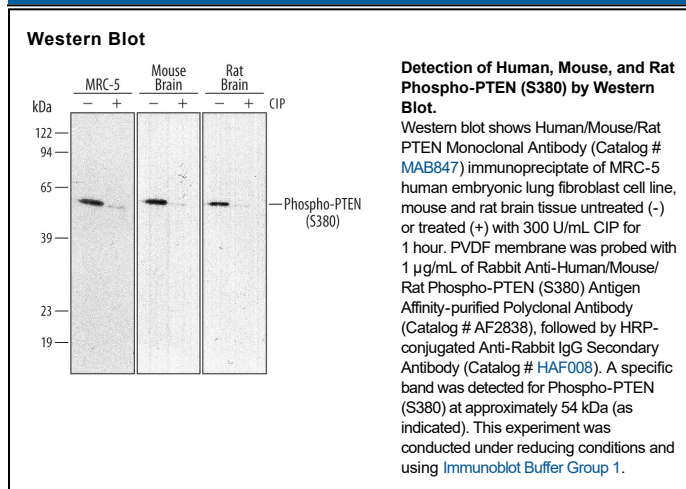 Western Blot
MRC-5
Mouse
Brain
Rat
Brain
kDa
− + − + − + CIP
122
94
65
39
23
19
Phospho-PTEN
(S380)
Detection of Human, Mouse, and Rat
Phospho-PTEN (S380) by Western
Blot.
Western blot shows Human/Mouse/Rat
PTEN Monoclonal Antibody (Catalog #
MAB847) immunopreciptate of MRC-5
human embryonic lung fibroblast cell line,
mouse and rat brain tissue untreated (-)
or treated (+) with 300 U/mL CIP for
1 hour. PVDF membrane was probed with
1 µg/mL of Rabbit Anti-Human/Mouse/
Rat Phospho-PTEN (S380) Antigen
Affinity-purified Polyclonal Antibody
(Catalog # AF2838), followed by HRP-
conjugated Anti-Rabbit IgG Secondary
Antibody (Catalog # HAF008). A specific
band was detected for Phospho-PTEN
(S380) at approximately 54 kDa (as
indicated). This experiment was
conducted under reducing conditions and
using Immunoblot Buffer Group 1.